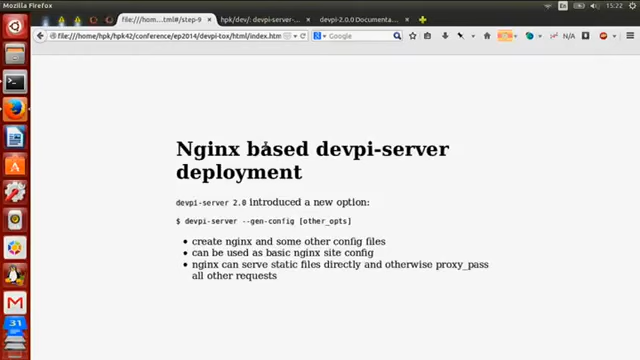 Mozilla Firefox
En
15:22
file:///hom...tml#/step-9
hpk/dev/: devpi-server-...
devpi-2.0.0 Documenta...
file:///home/hpk/hpk42/conference/ep2014/devpi-tox/html/index.htm
Google
N/A
Nginx based devpi-server
deployment
devpi-server 2.0 introduced a new option:
$ devpi-server --gen-config [other_opts]
create nginx and some other config files
can be used as basic nginx site config
nginx can serve static files directly and otherwise proxy_pass
all other requests
31